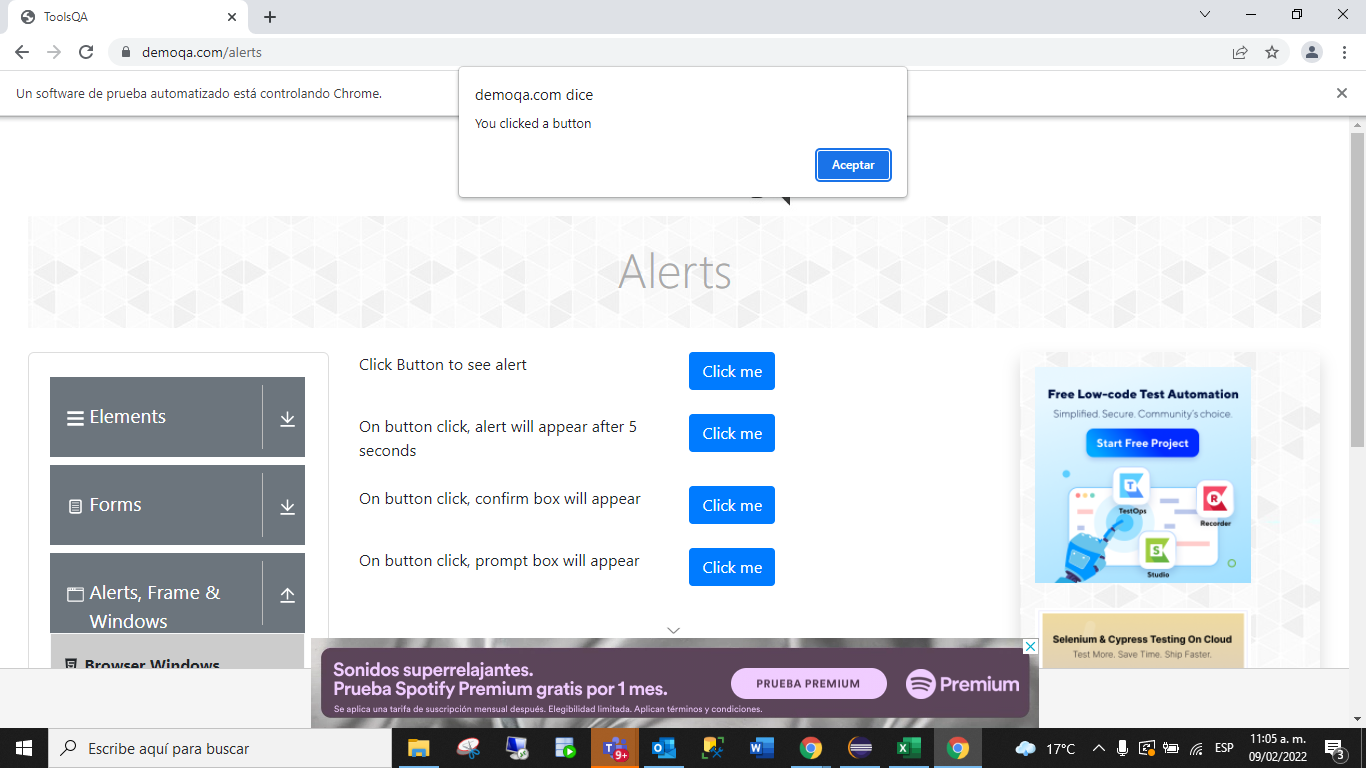 ToolsQA
demoqa.com/alerts
Un software de prueba automatizado está controlando Chrome.
demoqa.com dice
You clicked a button
Aceptar
Alerts
Elements
Forms
Alerts, Frame &
Windows
Browser Windows
Click Button to see alert
Click me
On button click, alert will appear after 5
seconds
Click me
On button click, confirm box will appear
Click me
On button click, prompt box will appear
Click me
Free Low-code Test Automation
Simplified. Secure. Community's choice.
Start Free Project
TestOps
Recorder
Studio
Selenium & Cypress Testing On Cloud
Test More. Save Time. Ship Faster.
Sonidos superrelajantes.
Prueba Spotify Premium gratis por 1 mes.
Se aplica una tarifa de suscripción mensual después. Elegibilidad limitada. Aplican términos y condiciones.
PRUEBA PREMIUM
Premium
Escribe aquí para buscar
9+
17°C
ESP
11:05 a. m.
09/02/2022
3